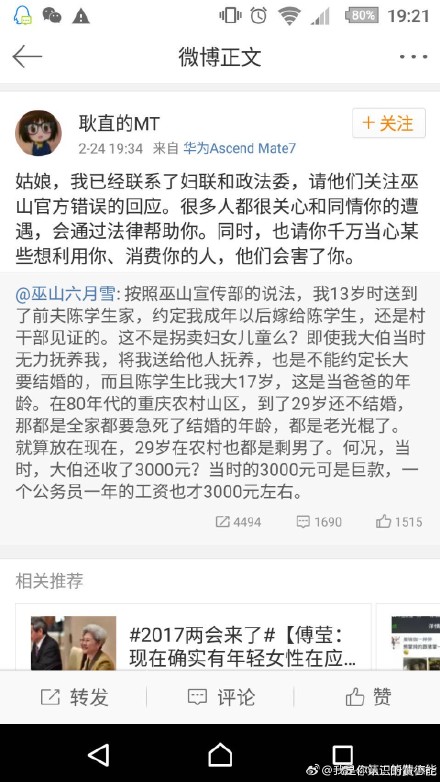 80% 19:21
微博正文
耿直的MT
+ 关注
2-24 19:34 来自 华为Ascend Mate7
姑娘，我已经联系了妇联和政法委，请他们关注巫
山官方错误的回应。很多人都很关心和同情你的遭
遇，会通过法律帮助你。同时，也请你千万当心某
些想利用你、消费你的人，他们会害了你。
@巫山六月雪: 按照巫山宣传部的说法，我13岁时送到
了前夫陈学生家，约定我成年以后嫁给陈学生，还是村
干部见证的。这不是拐卖妇女儿童么？即使我大伯当时
无力抚养我，将我送给他人抚养，也是不能约定长大
要结婚的，而且陈学生比我大17岁，这是当爸爸的年
龄。在80年代的重庆农村山区，到了29岁还不结婚，
那都是全家都要急死了结婚的年龄，都是老光棍了。
就算放在现在，29岁在农村也都是剩男了。何况，当
时，大伯还收了3000元？当时的3000元可是巨款，一
个公务员一年的工资也才3000元左右。
4494 1690 1515
相关推荐
#2017两会来了#【傅莹：
现在确实有年轻女性在应...
转发 评论 赞